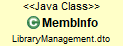 <<Java Class>>
C MembInfo
LibraryManagement.dto